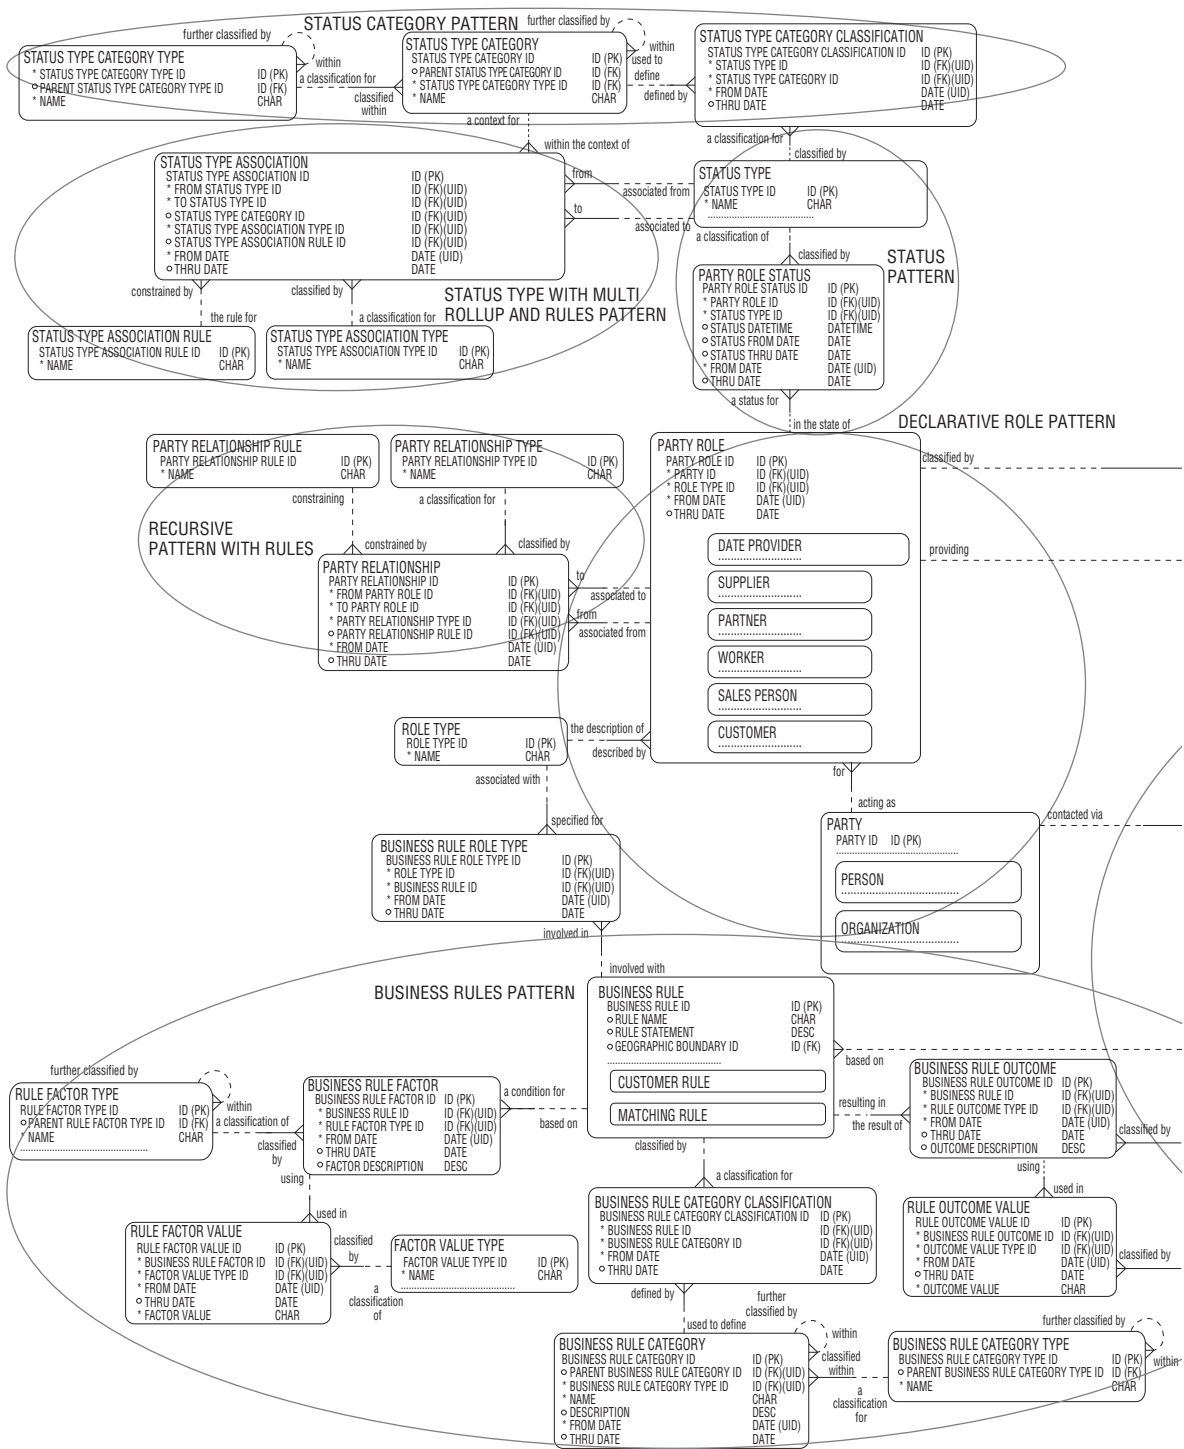 STATUS CATEGORY PATTERN
further classified by
further classified by
within
within
STATUS TYPE CATEGORY TYPE
* STATUS TYPE CATEGORY TYPE ID ID (PK)
o PARENT STATUS TYPE CATEGORY TYPE ID ID (FK)
* NAME CHAR
a classification for
classified within
STATUS TYPE CATEGORY
STATUS TYPE CATEGORY ID ID (PK)
o PARENT STATUS TYPE CATEGORY ID ID (FK)
* STATUS TYPE CATEGORY TYPE ID ID (FK)
* NAME CHAR
used to define
defined by
STATUS TYPE CATEGORY CLASSIFICATION
STATUS TYPE CATEGORY CLASSIFICATION ID ID (PK)
* STATUS TYPE ID ID (FK)(UID)
* STATUS TYPE CATEGORY ID ID (FK)(UID)
* FROM DATE DATE (UID)
o THRU DATE DATE
a context for
within the context of
a classification for
classified by
STATUS TYPE ASSOCIATION
STATUS TYPE ASSOCIATION ID ID (PK)
* FROM STATUS TYPE ID ID (FK)(UID)
* TO STATUS TYPE ID ID (FK)(UID)
o STATUS TYPE CATEGORY ID ID (FK)(UID)
* STATUS TYPE ASSOCIATION TYPE ID ID (FK)(UID)
o STATUS TYPE ASSOCIATION RULE ID ID (FK)(UID)
* FROM DATE DATE (UID)
o THRU DATE DATE
from
associated from
to
associated to
STATUS TYPE
STATUS TYPE ID ID (PK)
* NAME CHAR
a classification of
classified by
STATUS
PATTERN
constrained by
the rule for
classified by
a classification for
STATUS TYPE WITH MULTI
ROLLUP AND RULES PATTERN
STATUS TYPE ASSOCIATION RULE
STATUS TYPE ASSOCIATION RULE ID ID (PK)
* NAME CHAR
STATUS TYPE ASSOCIATION TYPE
STATUS TYPE ASSOCIATION TYPE ID ID (PK)
* NAME CHAR
PARTY ROLE STATUS
PARTY ROLE STATUS ID ID (PK)
* PARTY ROLE ID ID (FK)(UID)
* STATUS TYPE ID ID (FK)(UID)
o STATUS DATETIME DATETIME
o STATUS FROM DATE DATE
o STATUS THRU DATE DATE
* FROM DATE DATE (UID)
o THRU DATE DATE
a status for
in the state of
DECLARATIVE ROLE PATTERN
PARTY RELATIONSHIP RULE
PARTY RELATIONSHIP RULE ID ID (PK)
* NAME CHAR
PARTY RELATIONSHIP TYPE
PARTY RELATIONSHIP TYPE ID ID (PK)
* NAME CHAR
constraining
a classification for
constrained by
classified by
RECURSIVE
PATTERN WITH RULES
PARTY ROLE
PARTY ROLE ID ID (PK)
* PARTY ID ID (FK)(UID)
* ROLE TYPE ID ID (FK)(UID)
* FROM DATE DATE (UID)
o THRU DATE DATE
DATE PROVIDER
SUPPLIER
PARTNER
WORKER
SALES PERSON
CUSTOMER
classified by
providing
PARTY RELATIONSHIP
PARTY RELATIONSHIP ID ID (PK)
* FROM PARTY ROLE ID ID (FK)(UID)
* TO PARTY ROLE ID ID (FK)(UID)
* PARTY RELATIONSHIP TYPE ID ID (FK)(UID)
o PARTY RELATIONSHIP RULE ID ID (FK)(UID)
* FROM DATE DATE (UID)
o THRU DATE DATE
to
associated to
from
associated from
ROLE TYPE
ROLE TYPE ID ID (PK)
* NAME CHAR
the description of
described by
for
acting as
contacted via
PARTY
PARTY ID ID (PK)
PERSON
ORGANIZATION
associated with
specified for
BUSINESS RULE ROLE TYPE
BUSINESS RULE ROLE TYPE ID ID (PK)
* ROLE TYPE ID ID (FK)(UID)
* BUSINESS RULE ID ID (FK)(UID)
* FROM DATE DATE (UID)
o THRU DATE DATE
involved in
involved with
BUSINESS RULES PATTERN
BUSINESS RULE
BUSINESS RULE ID ID (PK)
o RULE NAME CHAR
o RULE STATEMENT DESC
o GEOGRAPHIC BOUNDARY ID ID (FK)
CUSTOMER RULE
MATCHING RULE
based on
further classified by
within
RULE FACTOR TYPE
RULE FACTOR TYPE ID ID (PK)
o PARENT RULE FACTOR TYPE ID ID (FK)
* NAME CHAR
a classification of
classified by
BUSINESS RULE FACTOR
BUSINESS RULE FACTOR ID ID (PK)
* BUSINESS RULE ID ID (FK)(UID)
* RULE FACTOR TYPE ID ID (FK)(UID)
* FROM DATE DATE (UID)
o THRU DATE DATE
o FACTOR DESCRIPTION DESC
a condition for
based on
resulting in
the result of
BUSINESS RULE OUTCOME
BUSINESS RULE OUTCOME ID ID (PK)
* BUSINESS RULE ID ID (FK)(UID)
* RULE OUTCOME TYPE ID ID (FK)(UID)
* FROM DATE DATE (UID)
o THRU DATE DATE
o OUTCOME DESCRIPTION DESC
classified by
using
used in
classified by
a classification for
using
used in
RULE FACTOR VALUE
RULE FACTOR VALUE ID ID (PK)
* BUSINESS RULE FACTOR ID ID (FK)(UID)
* FACTOR VALUE TYPE ID ID (FK)(UID)
* FROM DATE DATE (UID)
o THRU DATE DATE
* FACTOR VALUE CHAR
classified by
a classification of
FACTOR VALUE TYPE
FACTOR VALUE TYPE ID ID (PK)
* NAME CHAR
BUSINESS RULE CATEGORY CLASSIFICATION
BUSINESS RULE CATEGORY CLASSIFICATION ID ID (PK)
* BUSINESS RULE ID ID (FK)(UID)
* BUSINESS RULE CATEGORY ID ID (FK)(UID)
* FROM DATE DATE (UID)
o THRU DATE DATE
RULE OUTCOME VALUE
RULE OUTCOME VALUE ID ID (PK)
* BUSINESS RULE OUTCOME ID ID (FK)(UID)
* OUTCOME VALUE TYPE ID ID (FK)(UID)
* FROM DATE DATE (UID)
o THRU DATE DATE
* OUTCOME VALUE CHAR
classified by
defined by
used to define
further classified by
within
BUSINESS RULE CATEGORY
BUSINESS RULE CATEGORY ID ID (PK)
o PARENT BUSINESS RULE CATEGORY ID ID (FK)(UID)
* BUSINESS RULE CATEGORY TYPE ID ID (FK)(UID)
* NAME CHAR
o DESCRIPTION DESC
* FROM DATE DATE (UID)
o THRU DATE DATE
classified within
a classification for
further classified by
within
BUSINESS RULE CATEGORY TYPE
BUSINESS RULE CATEGORY TYPE ID ID (PK)
o PARENT BUSINESS RULE CATEGORY TYPE ID ID (FK)
* NAME CHAR